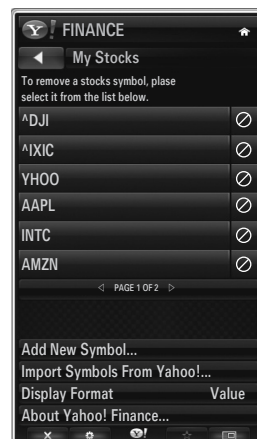 Y! FINANCE
My Stocks
To remove a stocks symbol, plase
select it from the list below.
^DJI
^IXIC
YHOO
AAPL
INTC
AMZN
PAGE 1 OF 2
Add New Symbol...
Import Symbols From Yahoo!...
Display Format Value
About Yahoo! Finance...
Y!